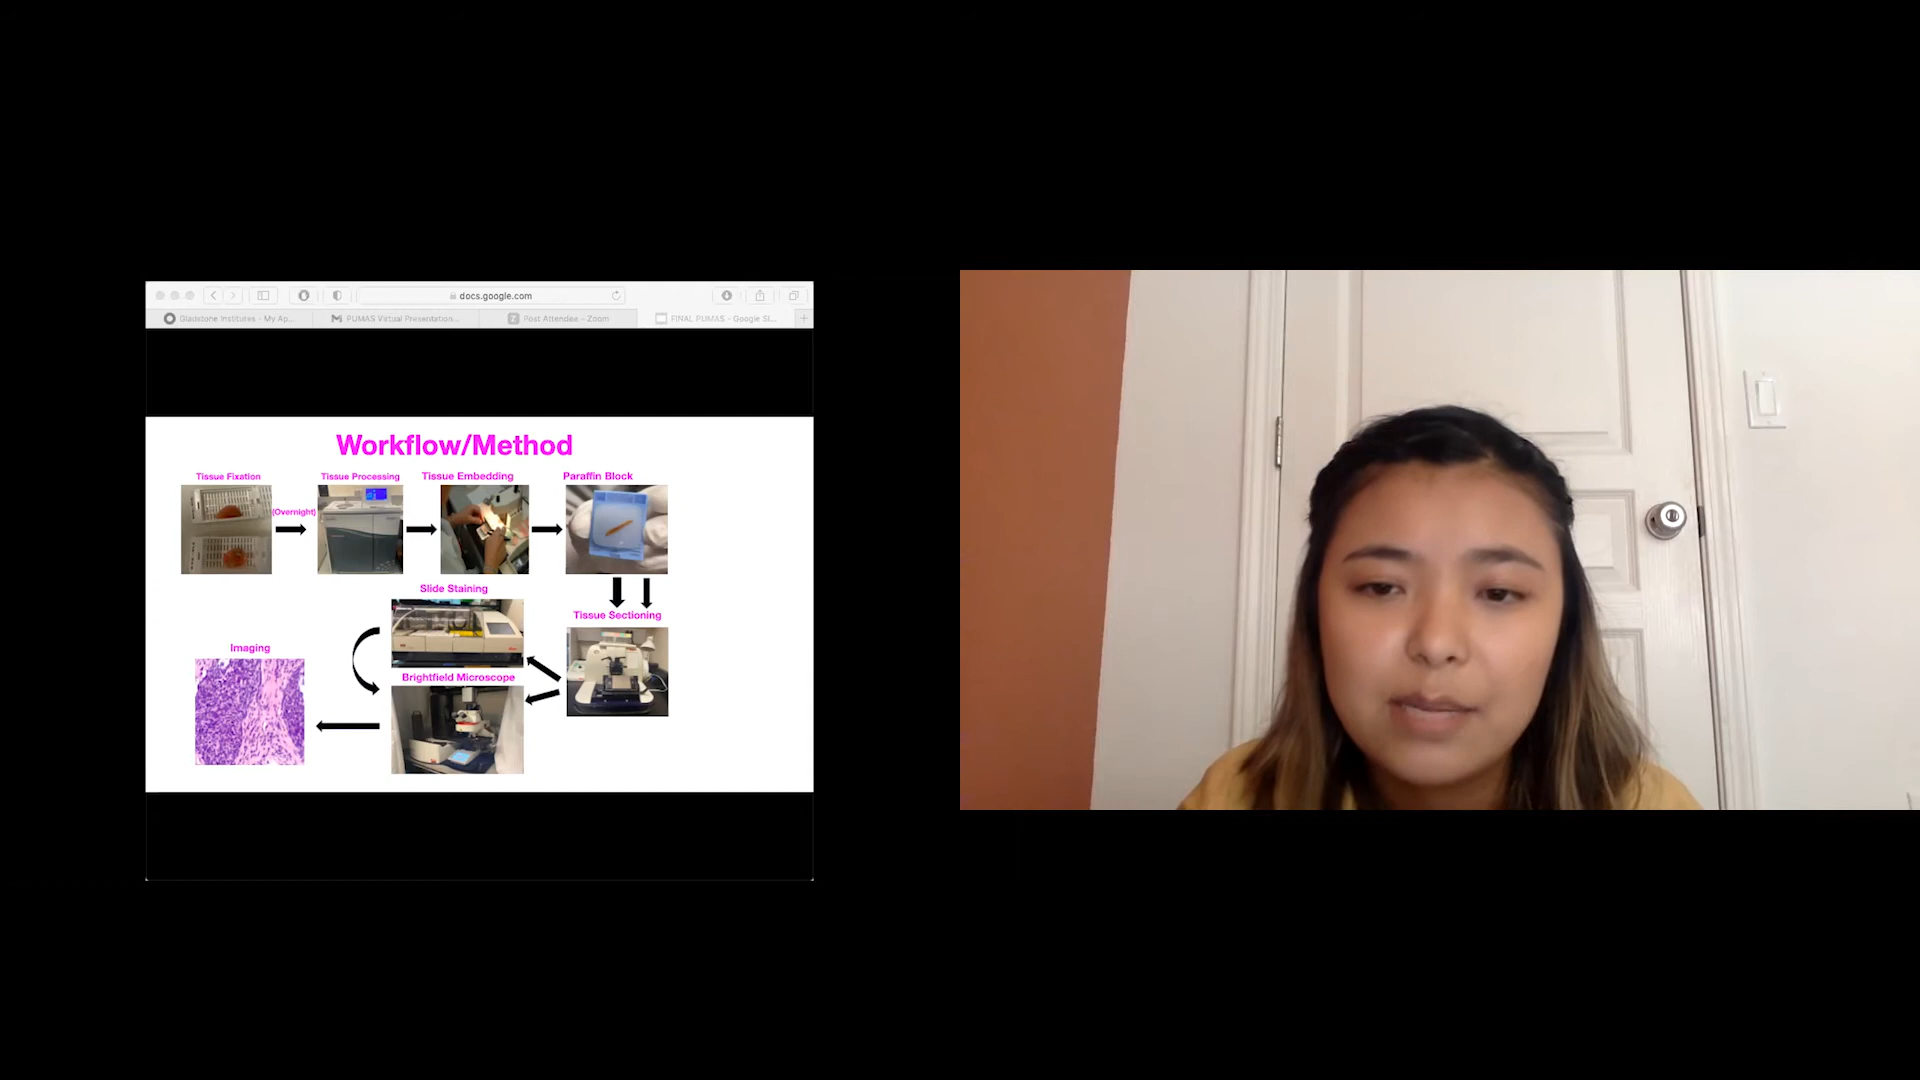 docs.google.com
Gladstone Institutes - My Ap...
PUMAS Virtual Presentation...
Post Attendee - Zoom
FINAL PUMAS - Google Sl...
Workflow/Method
Tissue Fixation
Tissue Processing
Tissue Embedding
Paraffin Block
(Overnight)
Slide Staining
Tissue Sectioning
Imaging
Brightfield Microscope